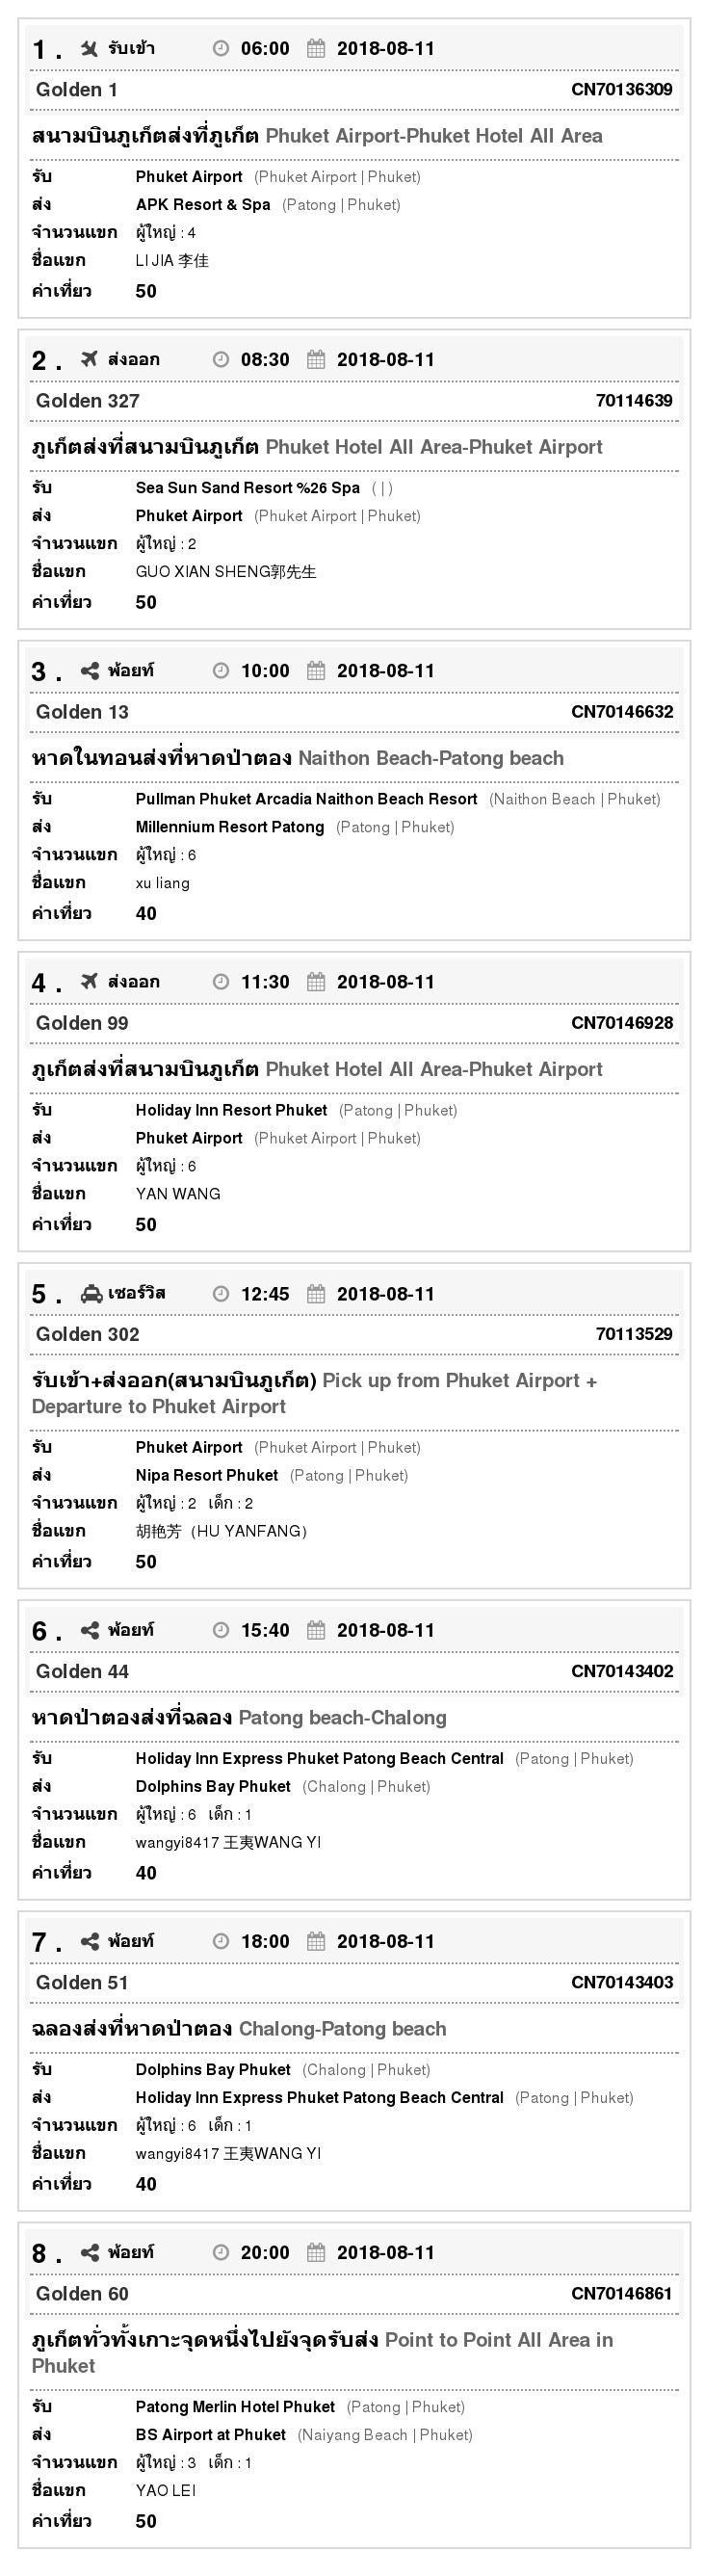 1 . รับเข้า 06:00 2018-08-11
Golden 1 CN70136309
สนามบินภูเก็ตส่งที่ภูเก็ต Phuket Airport-Phuket Hotel All Area
รับ Phuket Airport (Phuket Airport | Phuket)
ส่ง APK Resort & Spa (Patong | Phuket)
จำนวนแขก ผู้ใหญ่ : 4
ชื่อแขก LI JIA 李佳
ค่าเที่ยว 50
2 . ส่งออก 08:30 2018-08-11
Golden 327 70114639
ภูเก็ตส่งที่สนามบินภูเก็ต Phuket Hotel All Area-Phuket Airport
รับ Sea Sun Sand Resort %26 Spa ( | )
ส่ง Phuket Airport (Phuket Airport | Phuket)
จำนวนแขก ผู้ใหญ่ : 2
ชื่อแขก GUO XIAN SHENG郭先生
ค่าเที่ยว 50
3 . พ้อยท์ 10:00 2018-08-11
Golden 13 CN70146632
หาดในทอนส่งที่หาดป่าตอง Naithon Beach-Patong beach
รับ Pullman Phuket Arcadia Naithon Beach Resort (Naithon Beach | Phuket)
ส่ง Millennium Resort Patong (Patong | Phuket)
จำนวนแขก ผู้ใหญ่ : 6
ชื่อแขก xu liang
ค่าเที่ยว 40
4 . ส่งออก 11:30 2018-08-11
Golden 99 CN70146928
ภูเก็ตส่งที่สนามบินภูเก็ต Phuket Hotel All Area-Phuket Airport
รับ Holiday Inn Resort Phuket (Patong | Phuket)
ส่ง Phuket Airport (Phuket Airport | Phuket)
จำนวนแขก ผู้ใหญ่ : 6
ชื่อแขก YAN WANG
ค่าเที่ยว 50
5 . เซอร์วิส 12:45 2018-08-11
Golden 302 70113529
รับเข้า+ส่งออก(สนามบินภูเก็ต) Pick up from Phuket Airport +
Departure to Phuket Airport
รับ Phuket Airport (Phuket Airport | Phuket)
ส่ง Nipa Resort Phuket (Patong | Phuket)
จำนวนแขก ผู้ใหญ่ : 2 เด็ก : 2
ชื่อแขก 胡艳芳（HU YANFANG）
ค่าเที่ยว 50
6 . พ้อยท์ 15:40 2018-08-11
Golden 44 CN70143402
หาดป่าตองส่งที่ฉลอง Patong beach-Chalong
รับ Holiday Inn Express Phuket Patong Beach Central (Patong | Phuket)
ส่ง Dolphins Bay Phuket (Chalong | Phuket)
จำนวนแขก ผู้ใหญ่ : 6 เด็ก : 1
ชื่อแขก wangyi8417 王夷WANG YI
ค่าเที่ยว 40
7 . พ้อยท์ 18:00 2018-08-11
Golden 51 CN70143403
ฉลองส่งที่หาดป่าตอง Chalong-Patong beach
รับ Dolphins Bay Phuket (Chalong | Phuket)
ส่ง Holiday Inn Express Phuket Patong Beach Central (Patong | Phuket)
จำนวนแขก ผู้ใหญ่ : 6 เด็ก : 1
ชื่อแขก wangyi8417 王夷WANG YI
ค่าเที่ยว 40
8 . พ้อยท์ 20:00 2018-08-11
Golden 60 CN70146861
ภูเก็ตทั่วทั้งเกาะจุดหนึ่งไปยังจุดรับส่ง Point to Point All Area in
Phuket
รับ Patong Merlin Hotel Phuket (Patong | Phuket)
ส่ง BS Airport at Phuket (Naiyang Beach | Phuket)
จำนวนแขก ผู้ใหญ่ : 3 เด็ก : 1
ชื่อแขก YAO LEI
ค่าเที่ยว 50